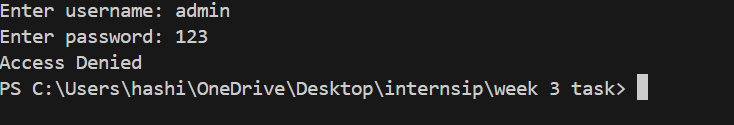 Enter username: admin
Enter password: 123
Access Denied
PS C:\Users\hashi\OneDrive\Desktop\internsip\week 3 task>